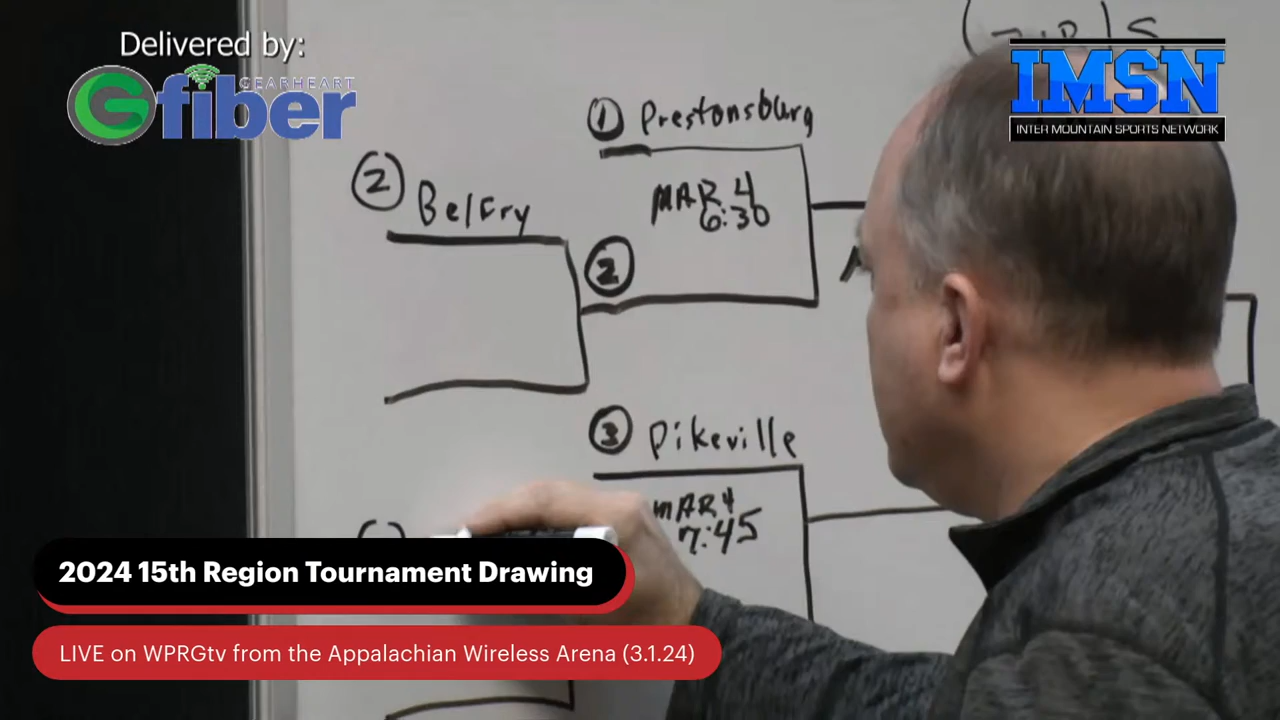 Delivered by:
GEARHEART
Gfiber
IMSN
INTER MOUNTAIN SPORTS NETWORK
① Prestonsburg
MAR 4
6:30
② Belfry
②
③ Pikeville
MAR 4
7:45
2024 15th Region Tournament Drawing
LIVE on WPRGtv from the Appalachian Wireless Arena (3.1.24)